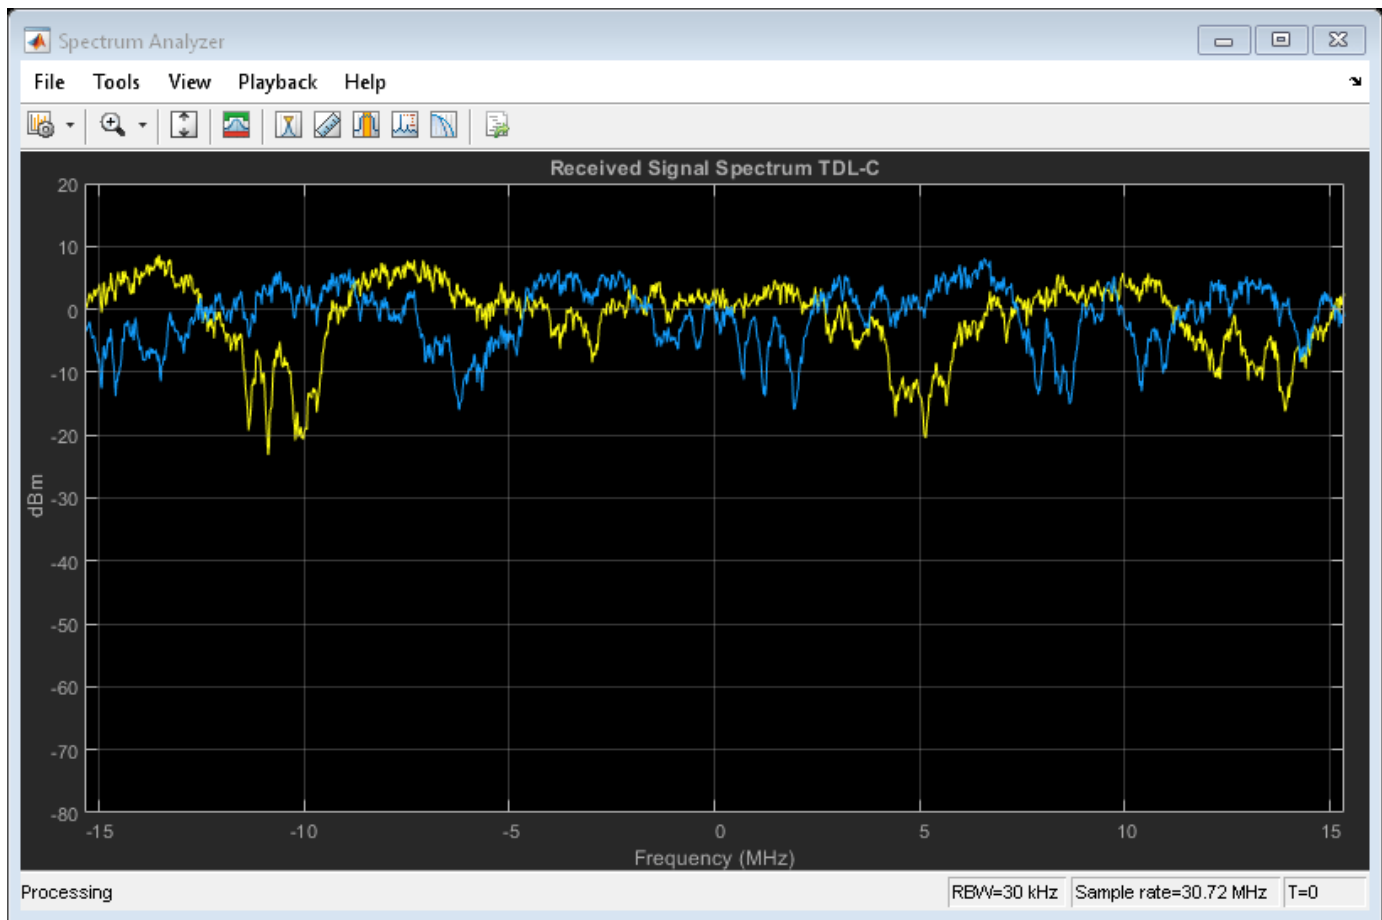 Spectrum Analyzer
File Tools View Playback Help
Received Signal Spectrum TDL-C
20
10
0
-10
-20
-30
-40
-50
-60
-70
-80
dBm
-15 -10 -5 0 5 10 15
Frequency (MHz)
Processing RBW=30 kHz Sample rate=30.72 MHz T=0